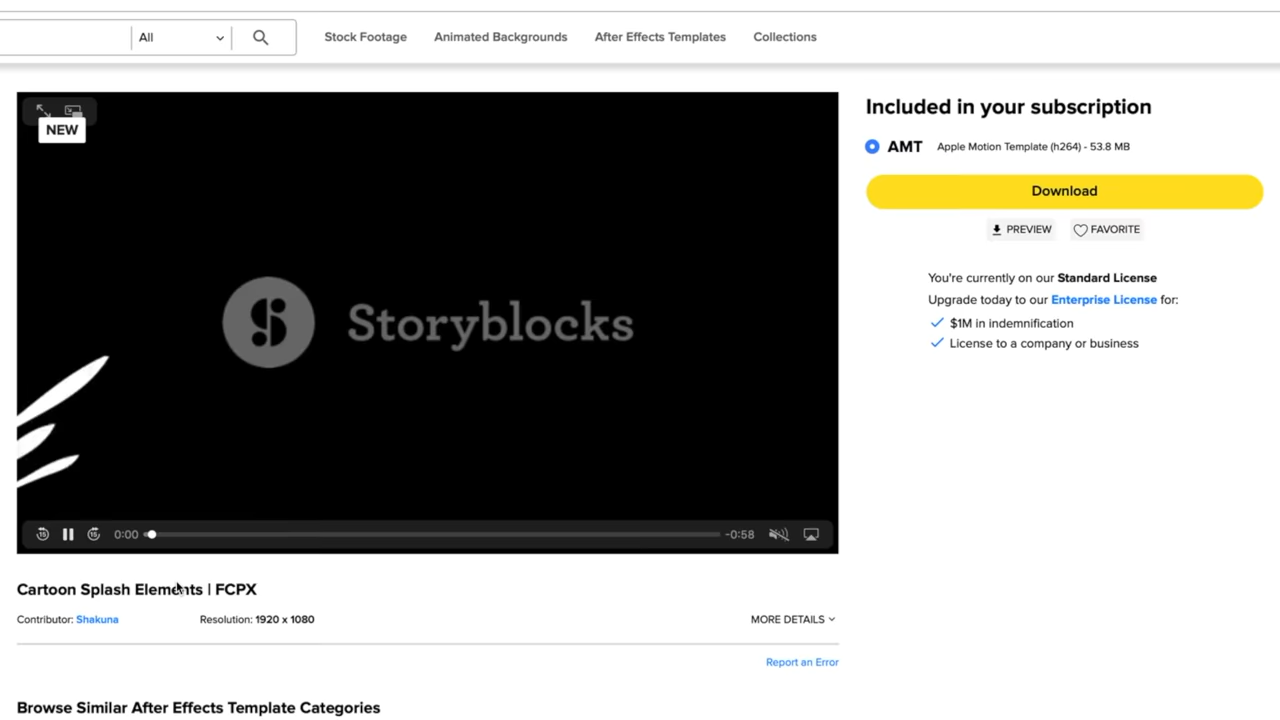 All
Stock Footage
Animated Backgrounds
After Effects Templates
Collections
NEW
Storyblocks
15
15
0:00
-0:58
Included in your subscription
AMT Apple Motion Template (h264) - 53.8 MB
Download
PREVIEW
FAVORITE
You're currently on our Standard License
Upgrade today to our Enterprise License for:
$1M in indemnification
License to a company or business
Cartoon Splash Elements | FCPX
Contributor: Shakuna
Resolution: 1920 x 1080
MORE DETAILS
Report an Error
Browse Similar After Effects Template Categories